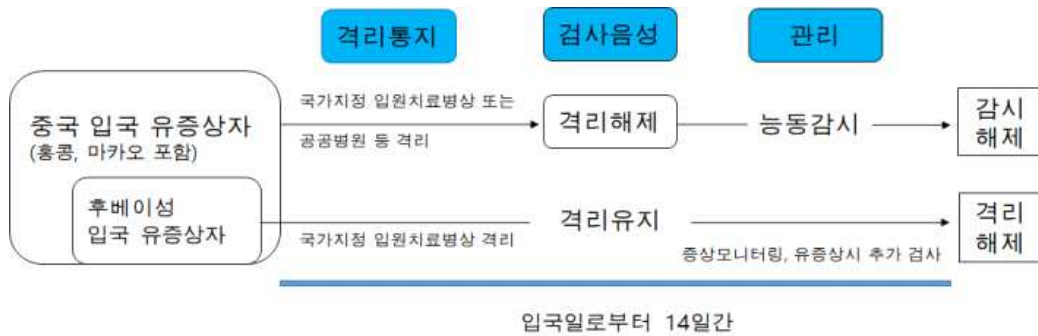 격리통지
검사음성
관리
중국 입국 유증상자
(홍콩, 마카오 포함)
국가지정 입원치료병상 또는
공공병원 등 격리
격리해제
능동감시
감시
해제
후베이성
입국 유증상자
국가지정 입원치료병상 격리
격리유지
증상모니터링, 유증상시 추가 검사
격리
해제
입국일로부터 14일간